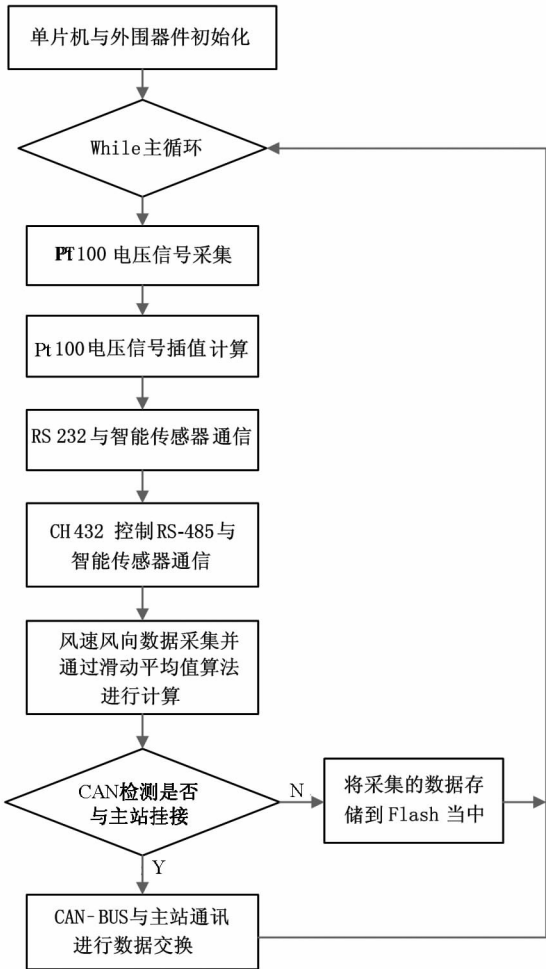 单片机与外围器件初始化
While主循环
PT100 电压信号采集
Pt100电压信号插值计算
RS 232与智能传感器通信
CH432 控制RS-485与
智能传感器通信
风速风向数据采集并
通过滑动平均值算法
进行计算
CAN检测是否
与主站挂接
N
将采集的数据存
储到Flash 当中
Y
CAN-BUS与主站通讯
进行数据交换